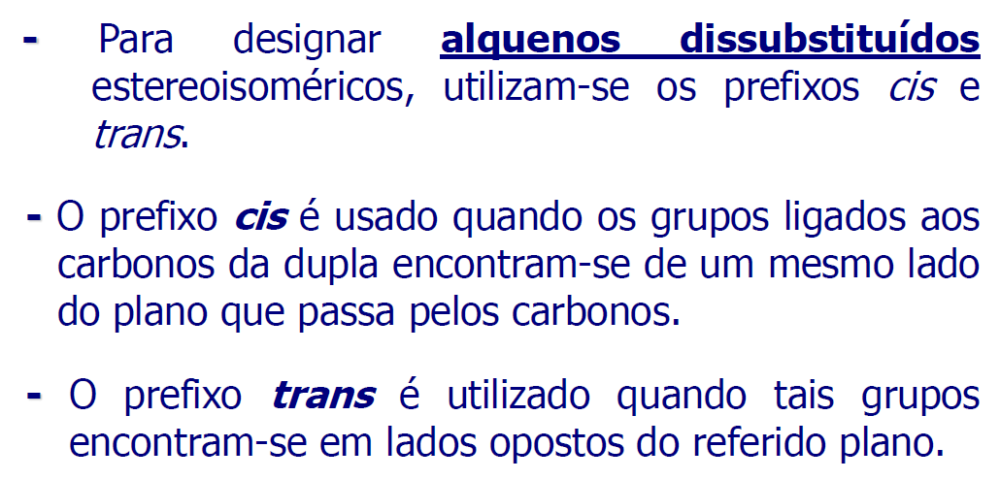 - Para designar alquenos dissubstituídos
estereoisoméricos, utilizam-se os prefixos cis e
trans.
- O prefixo cis é usado quando os grupos ligados aos
carbonos da dupla encontram-se de um mesmo lado
do plano que passa pelos carbonos.
- O prefixo trans é utilizado quando tais grupos
encontram-se em lados opostos do referido plano.